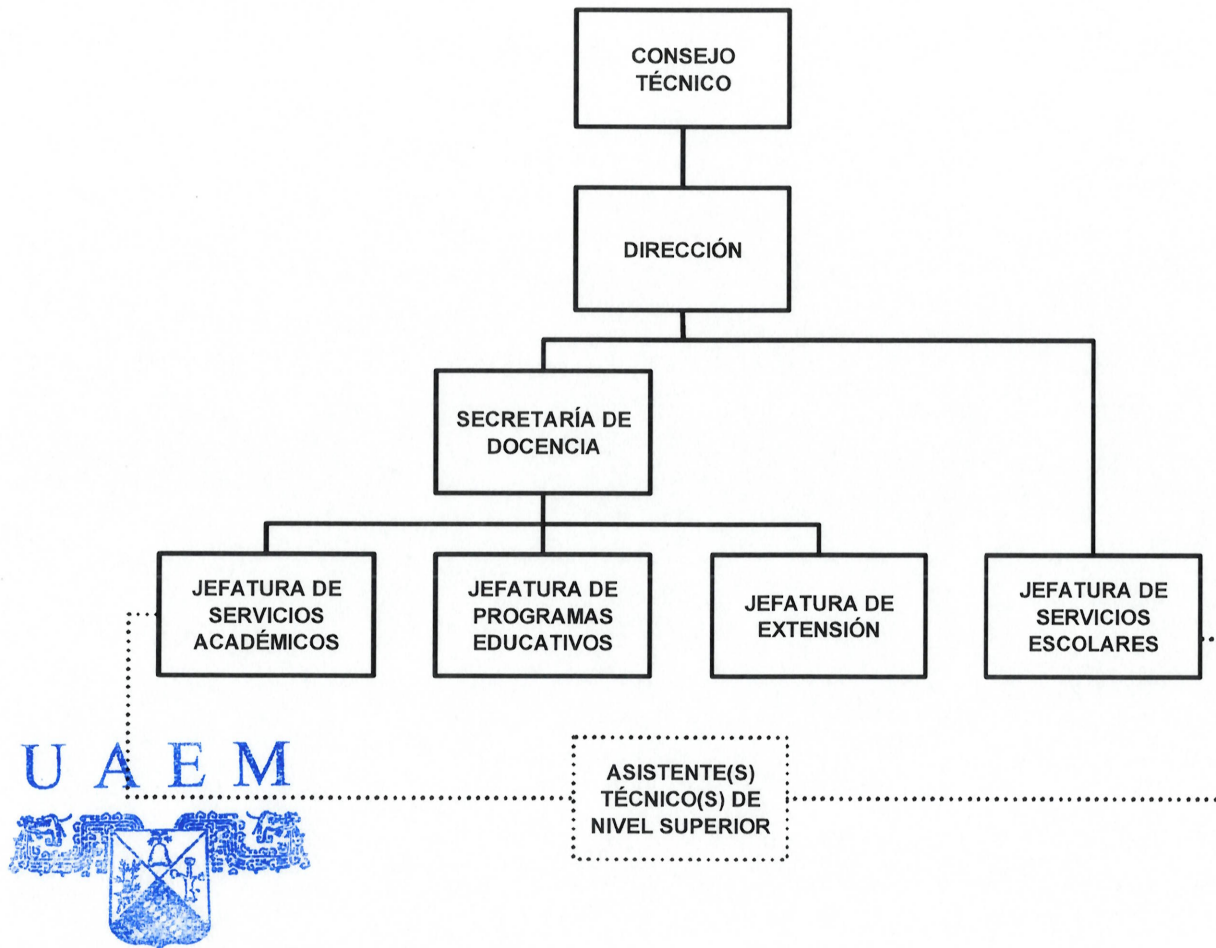 CONSEJO
TÉCNICO
DIRECCIÓN
SECRETARÍA DE
DOCENCIA
JEFATURA DE
SERVICIOS
ACADÉMICOS
JEFATURA DE
PROGRAMAS
EDUCATIVOS
JEFATURA DE
EXTENSIÓN
JEFATURA DE
SERVICIOS
ESCOLARES
UAEM
ASISTENTE(S)
TÉCNICO(S) DE
NIVEL SUPERIOR